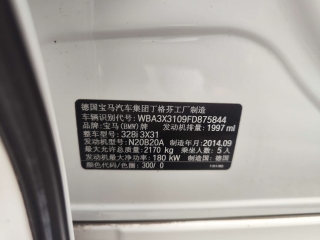 德国宝马汽车集团丁格芬工厂制造
车辆识别代号：WBA3X3109FD875844
品牌：宝马(BMW)牌 发动机排量：1997 ml
整车型号：328i 3X31
发动机型号：N20B20A 制造年月：2014.09
最大允许总质量：2170 kg 乘坐人数：5 人
发动机最大净功率：180 kW 制造国：德国
颜色代码/色号：300/ 0